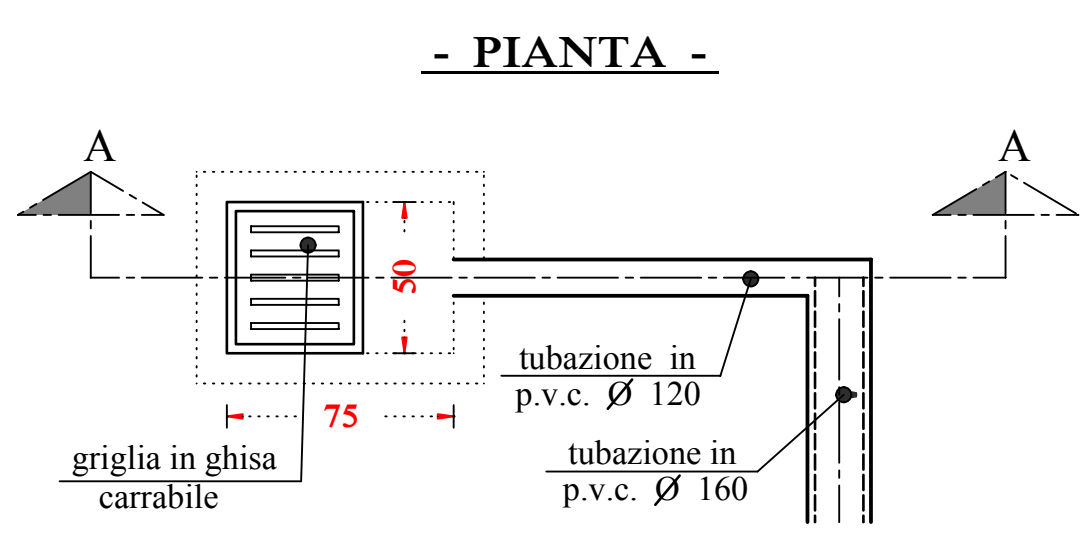 - PIANTA -
A
A
50
tubazione in
p.v.c. Ø 120
75
griglia in ghisa
carrabile
tubazione in
p.v.c. Ø 160